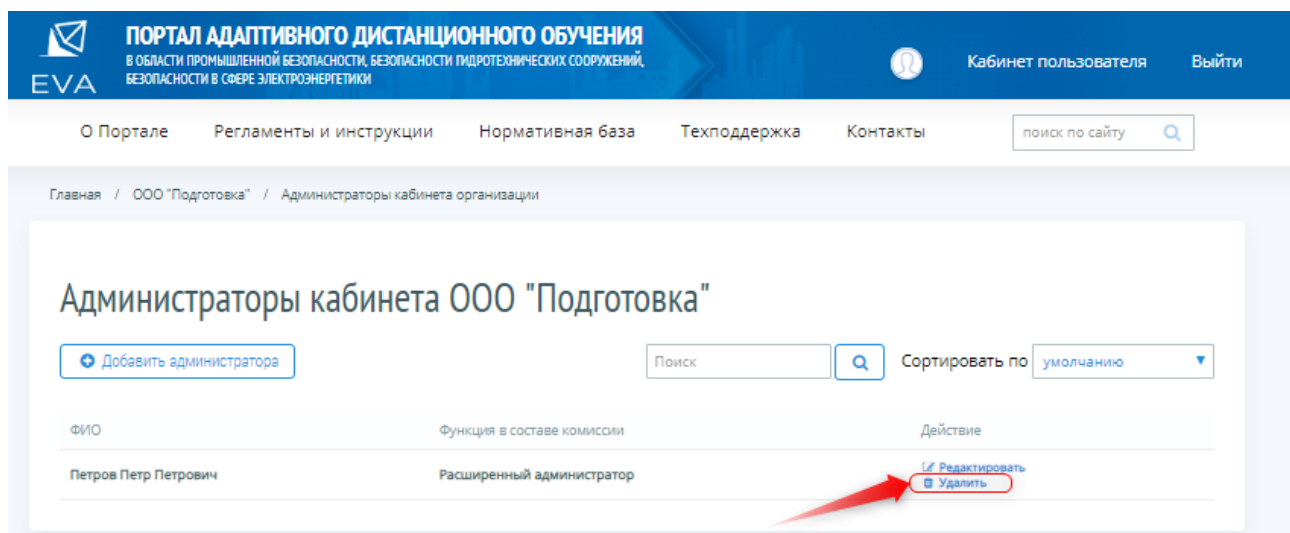 EVA
ПОРТАЛ АДАПТИВНОГО ДИСТАНЦИОННОГО ОБУЧЕНИЯ
В ОБЛАСТИ ПРОМЫШЛЕННОЙ БЕЗОПАСНОСТИ, БЕЗОПАСНОСТИ ГИДРОТЕХНИЧЕСКИХ СООРУЖЕНИЙ,
БЕЗОПАСНОСТИ В СФЕРЕ ЭЛЕКТРОЭНЕРГЕТИКИ
Кабинет пользователя Выйти
О Портале Регламенты и инструкции Нормативная база Техподдержка Контакты поиск по сайту
Главная / ООО "Подготовка" / Администраторы кабинета организации
Администраторы кабинета ООО "Подготовка"
Добавить администратора Поиск Сортировать по умолчанию
ФИО Функция в составе комиссии Действие
Петров Петр Петрович Расширенный администратор Редактировать
Удалить